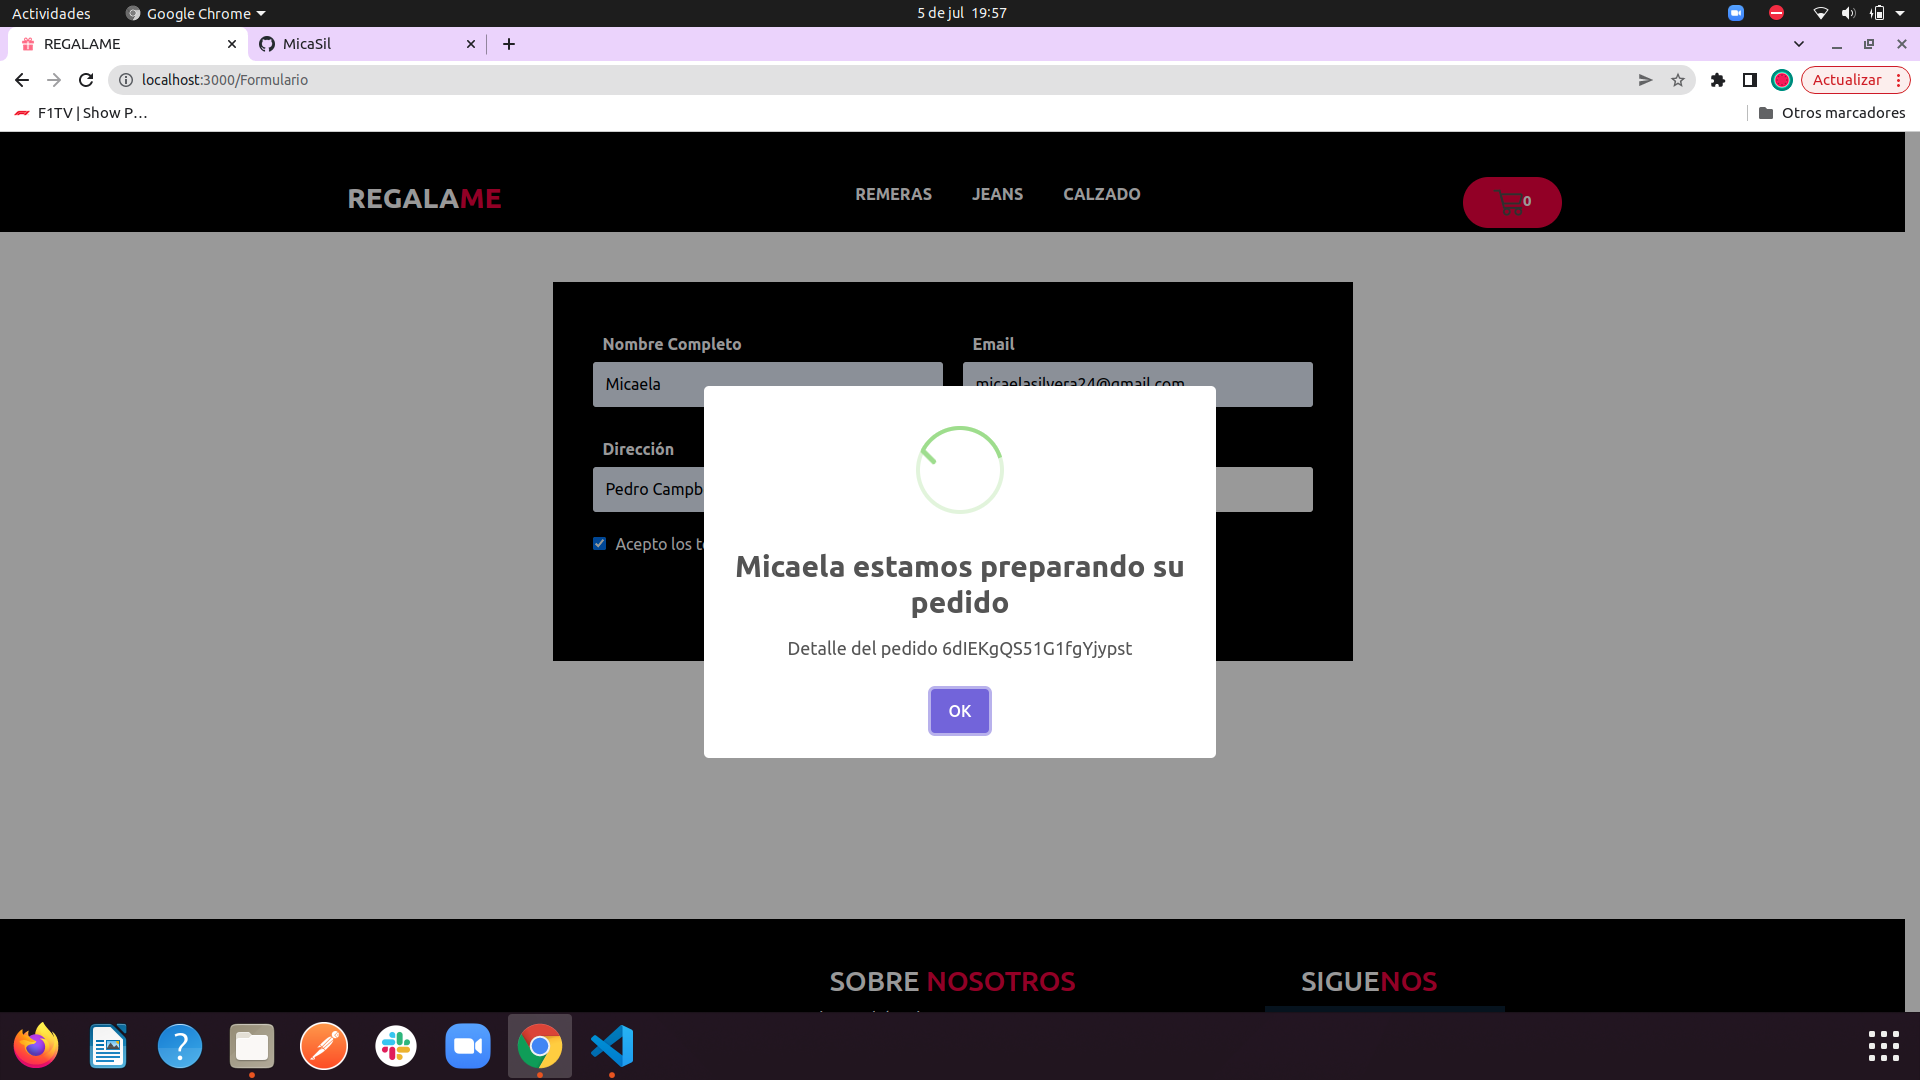 Actividades
Google Chrome
5 de jul 19:57
REGALAME
MicaSil
localhost:3000/Formulario
Actualizar
F1TV | Show P…
Otros marcadores
REGALAME
REMERAS
JEANS
CALZADO
0
Nombre Completo
Email
Micaela
micaelasilvera24@gmail.com
Dirección
Pedro Campb
Acepto los
Micaela estamos preparando su
pedido
Detalle del pedido 6dIEKgQS51G1fgYjypst
OK
SOBRE NOSOTROS
SIGUENOS